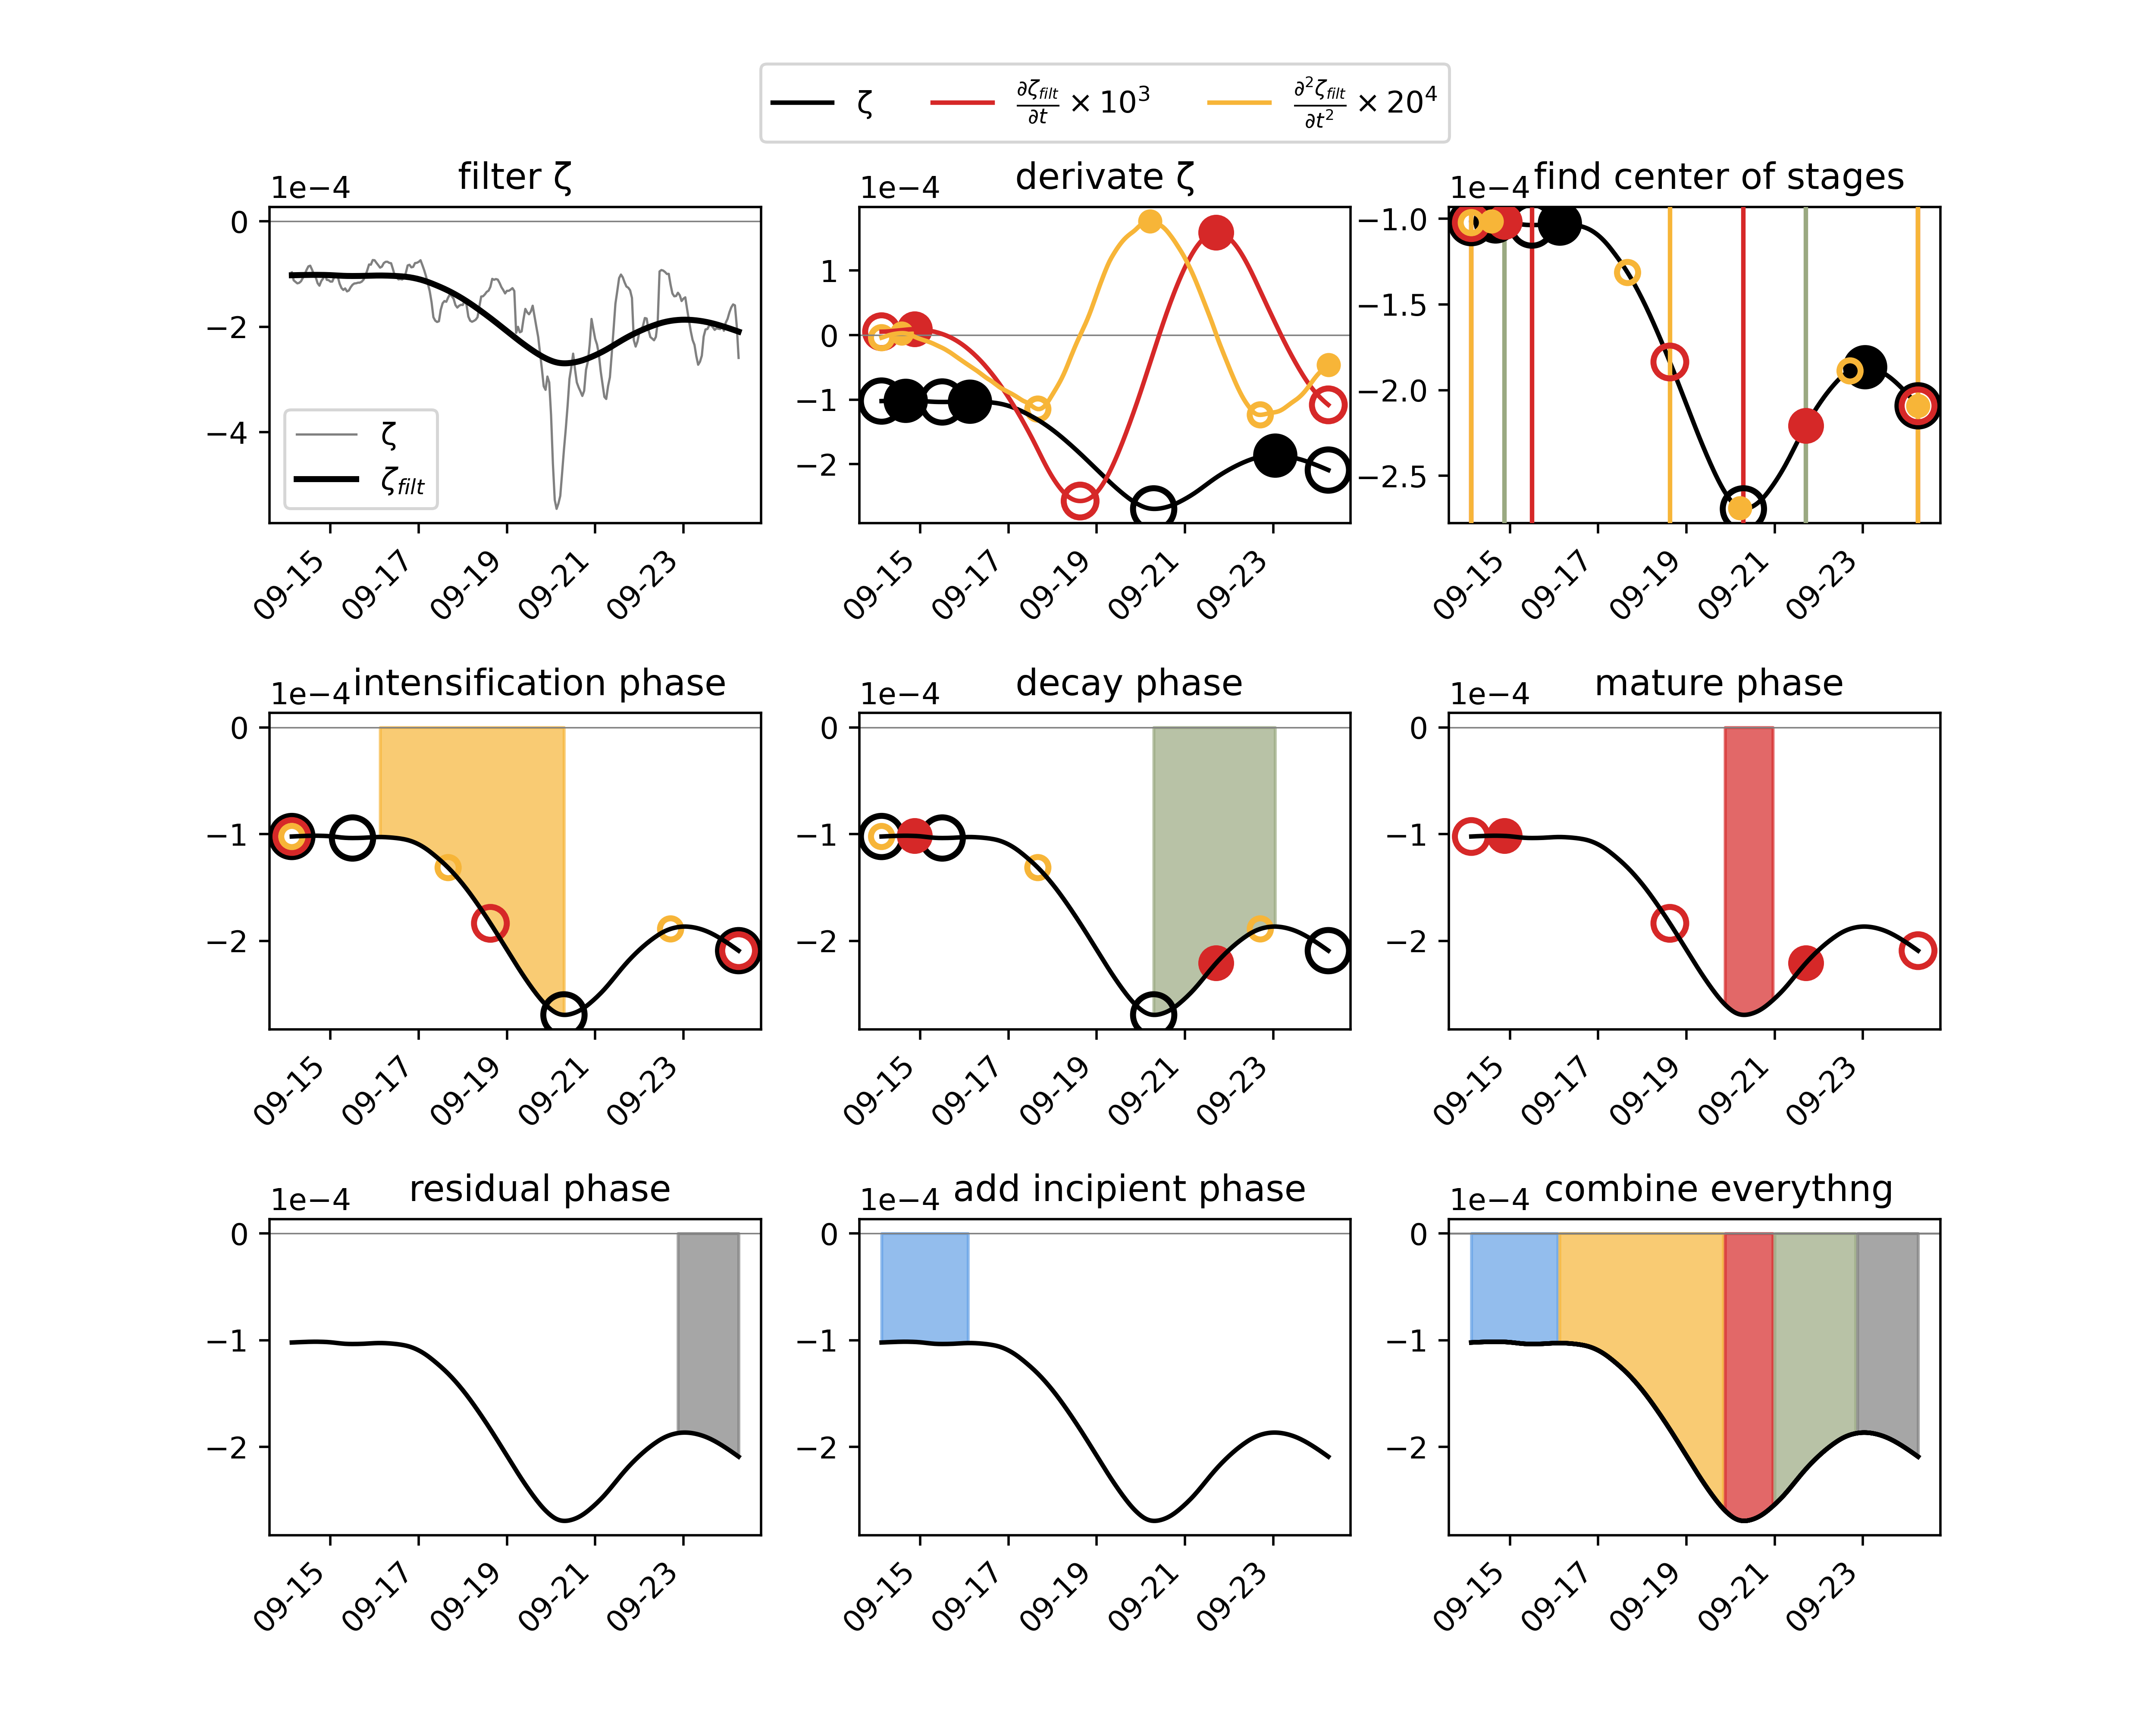 ζ ∂ζ_filt/∂t × 10³ ∂²ζ_filt/∂t² × 20⁴
filter ζ
1e−4
0
−2
−4
ζ
ζ_filt
09-15 09-17 09-19 09-21 09-23
derivate ζ
1e−4
1
0
−1
−2
09-15 09-17 09-19 09-21 09-23
find center of stages
1e−4
−1.0
−1.5
−2.0
−2.5
09-15 09-17 09-19 09-21 09-23
intensification phase
1e−4
0
−1
−2
09-15 09-17 09-19 09-21 09-23
decay phase
1e−4
0
−1
−2
09-15 09-17 09-19 09-21 09-23
mature phase
1e−4
0
−1
−2
09-15 09-17 09-19 09-21 09-23
residual phase
1e−4
0
−1
−2
09-15 09-17 09-19 09-21 09-23
add incipient phase
1e−4
0
−1
−2
09-15 09-17 09-19 09-21 09-23
combine everythng
1e−4
0
−1
−2
09-15 09-17 09-19 09-21 09-23